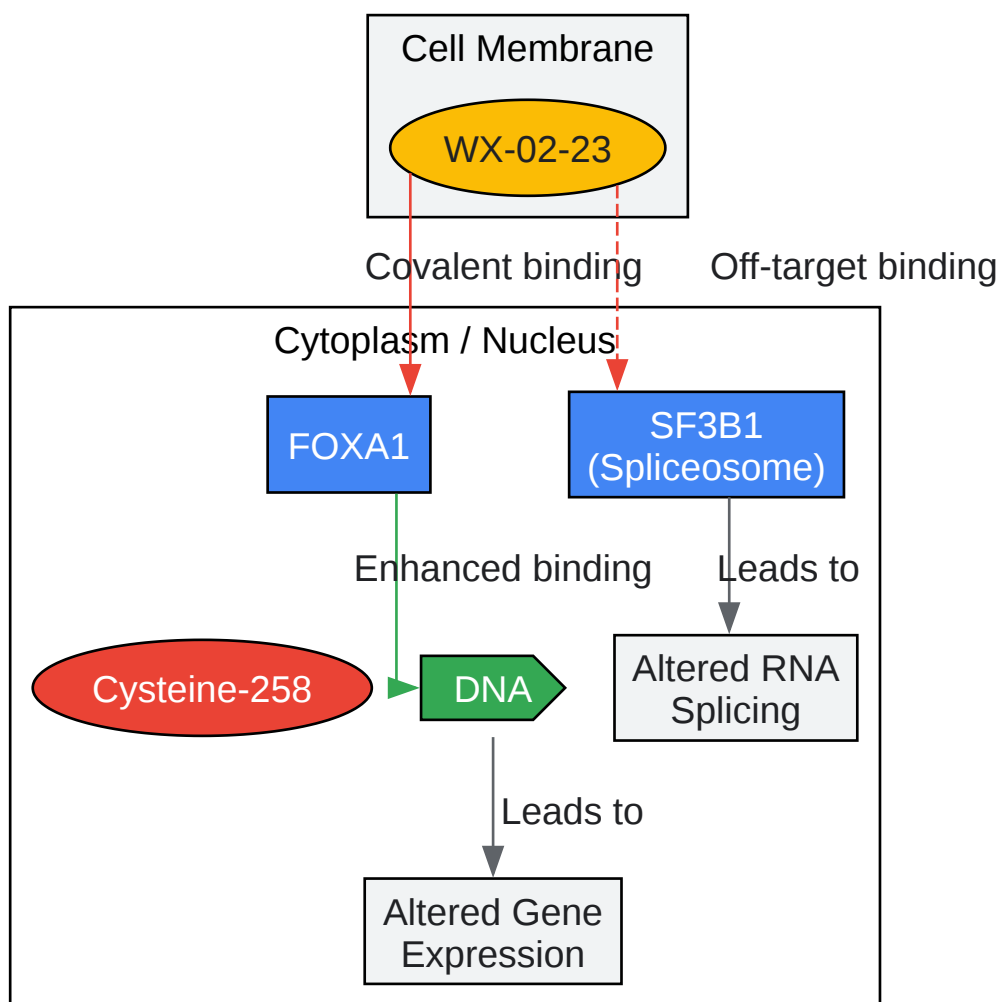 Cell Membrane
WX-02-23
Covalent binding
Off-target binding
Cytoplasm / Nucleus
FOXA1
SF3B1
(Spliceosome)
Enhanced binding
Leads to
Cysteine-258
DNA
Altered RNA
Splicing
Leads to
Altered Gene
Expression